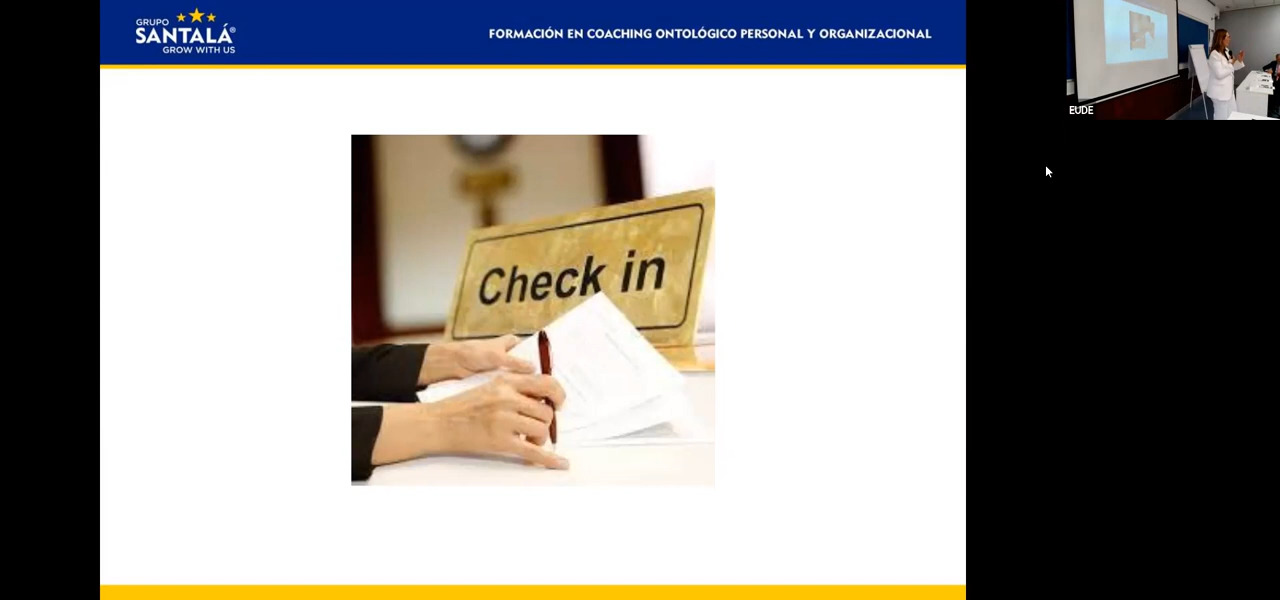 GRUPO
SANTALÁ®
GROW WITH US
FORMACIÓN EN COACHING ONTOLÓGICO PERSONAL Y ORGANIZACIONAL
EUDE
Check in